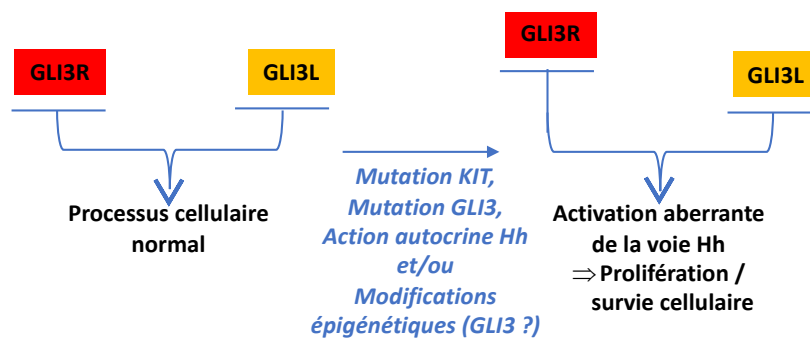 GLI3R
GLI3L
Processus cellulaire
normal
Mutation KIT,
Mutation GLI3,
Action autocrine Hh
et/ou
Modifications
épigénétiques (GLI3 ?)
GLI3R
GLI3L
Activation aberrante
de la voie Hh
⇒ Prolifération /
survie cellulaire